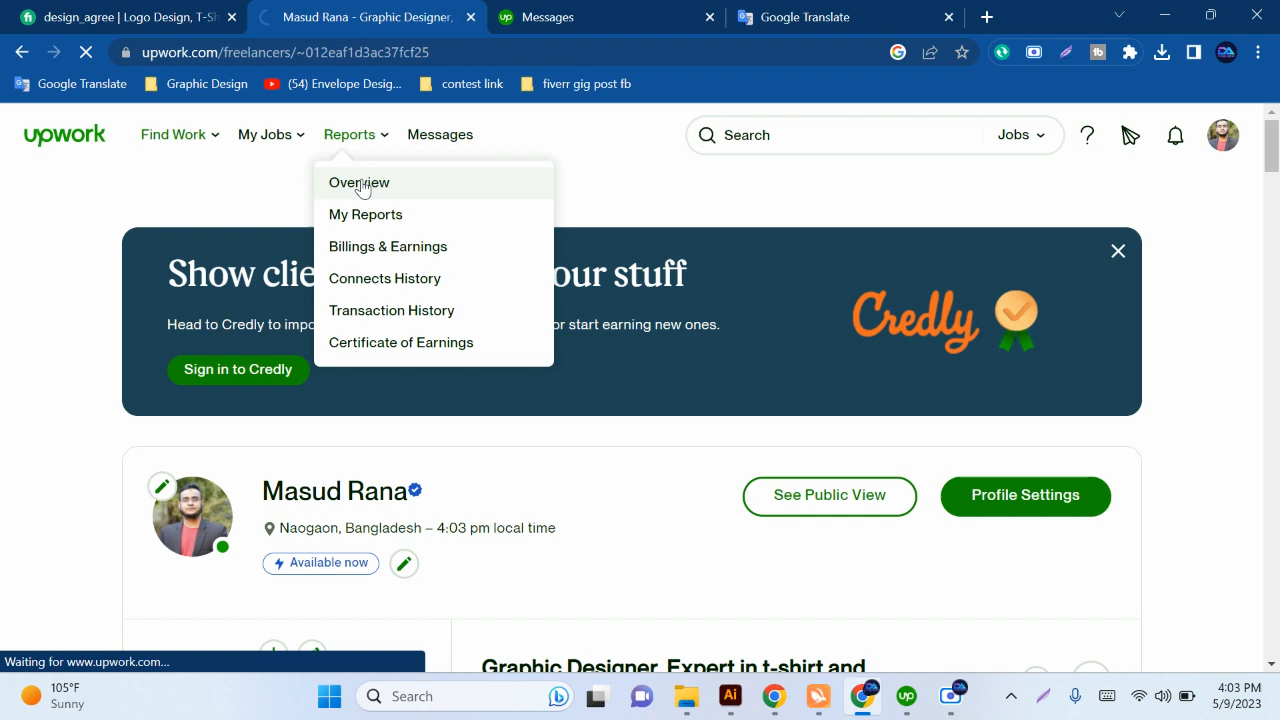 design_agree | Logo Design, T-Sh
Masud Rana - Graphic Designer,
Messages
Google Translate
upwork.com/freelancers/~012eaf1d3ac37fcf25
Google Translate
Graphic Design
(54) Envelope Desig...
contest link
fiverr gig post fb
upwork
Find Work
My Jobs
Reports
Messages
Search
Jobs
Overview
My Reports
Billings & Earnings
Connects History
Transaction History
Certificate of Earnings
Show clie our stuff
Head to Credly to impo or start earning new ones.
Sign in to Credly
Credly
Masud Rana
See Public View
Profile Settings
Naogaon, Bangladesh – 4:03 pm local time
Available now
Graphic Designer, Expert in t-shirt and
Waiting for www.upwork.com...
105°F
Sunny
Search
4:03 PM
5/9/2023